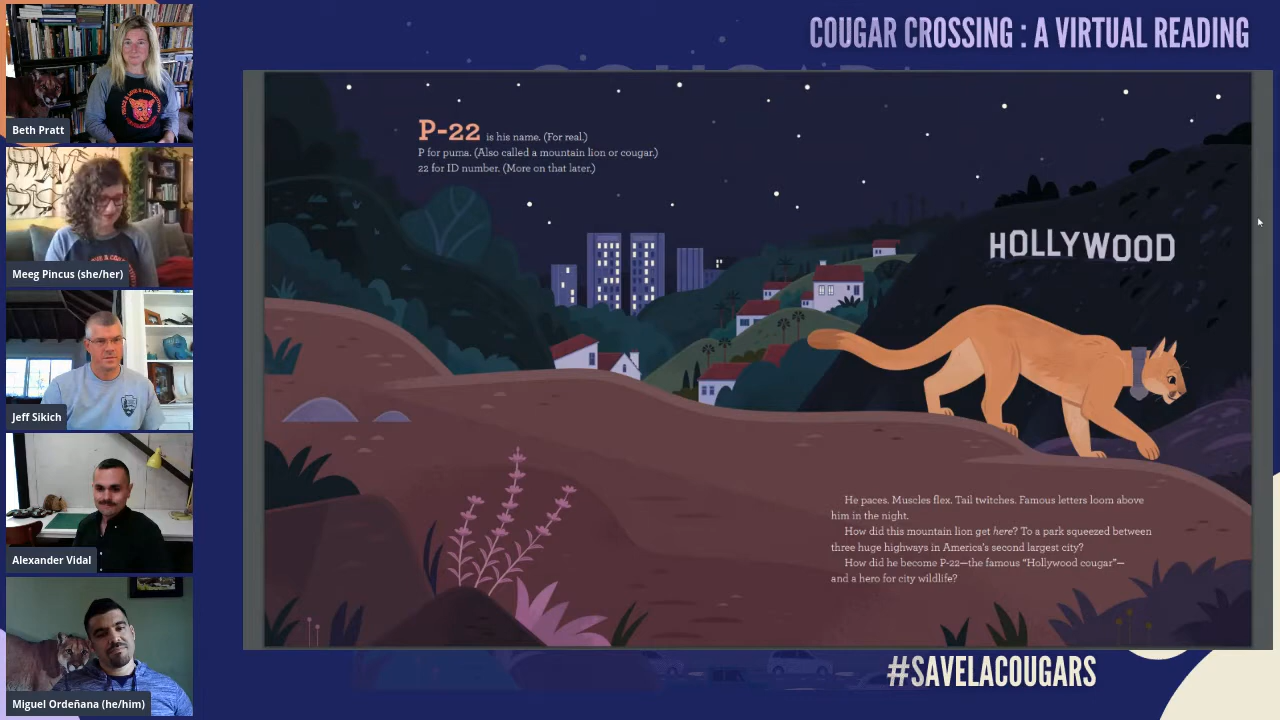 COUGAR CROSSING : A VIRTUAL READING
P-22 is his name. (For real.)
P for puma. (Also called a mountain lion or cougar.)
22 for ID number. (More on that later.)
HOLLYWOOD
He paces. Muscles flex. Tail twitches. Famous letters loom above
him in the night.
How did this mountain lion get here? To a park squeezed between
three huge highways in America's second largest city?
How did he become P-22—the famous “Hollywood cougar”—
and a hero for city wildlife?
#SAVELACOUGARS
Beth Pratt
Meeg Pincus (she/her)
Jeff Sikich
Alexander Vidal
Miguel Ordeñana (he/him)